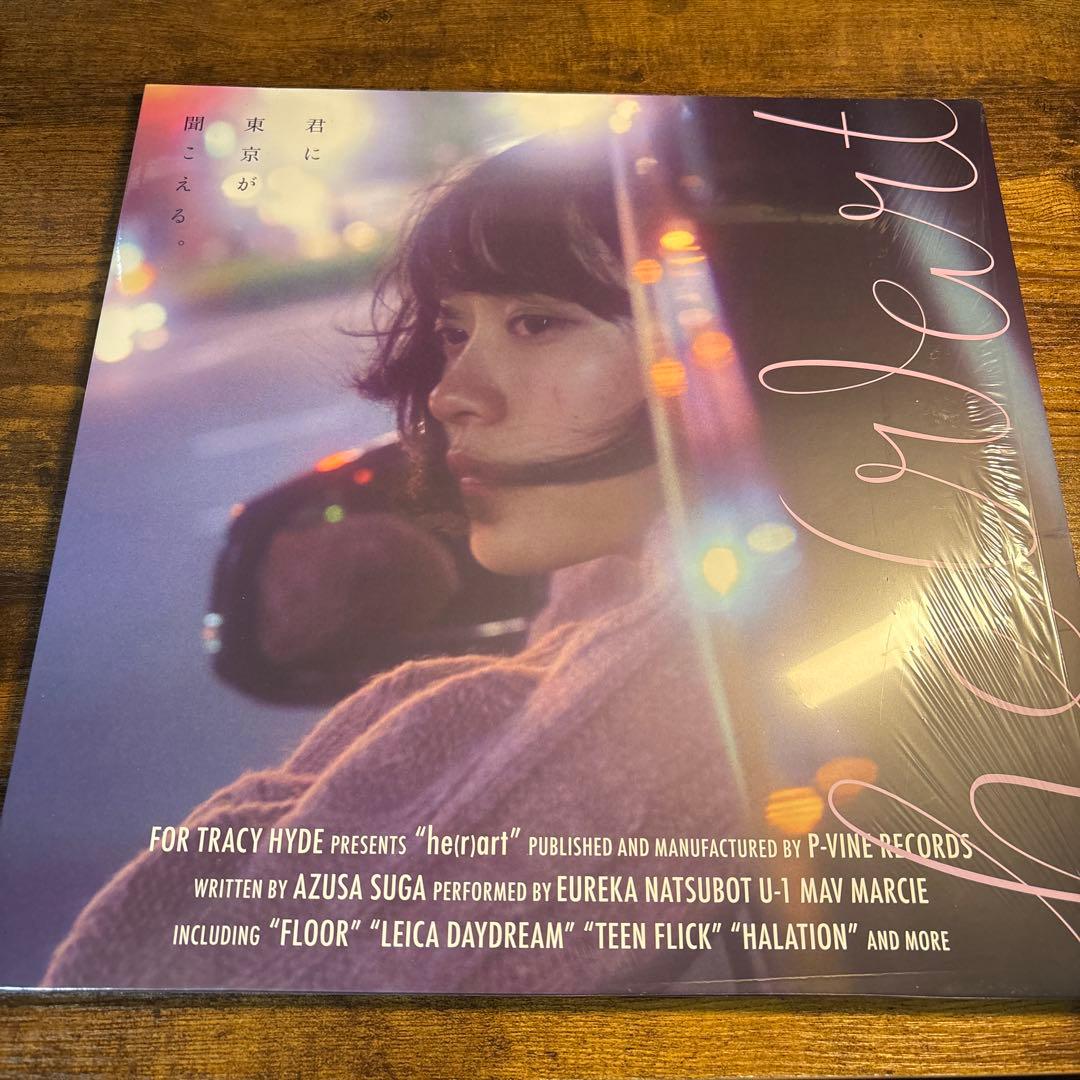 君に
東京が
聞こえる。
he(r)art
FOR TRACY HYDE PRESENTS “he(r)art” PUBLISHED AND MANUFACTURED BY P-VINE RECORDS
WRITTEN BY AZUSA SUGA PERFORMED BY EUREKA NATSUBOT U-1 MAV MARCIE
INCLUDING “FLOOR” “LEICA DAYDREAM” “TEEN FLICK” “HALATION” AND MORE